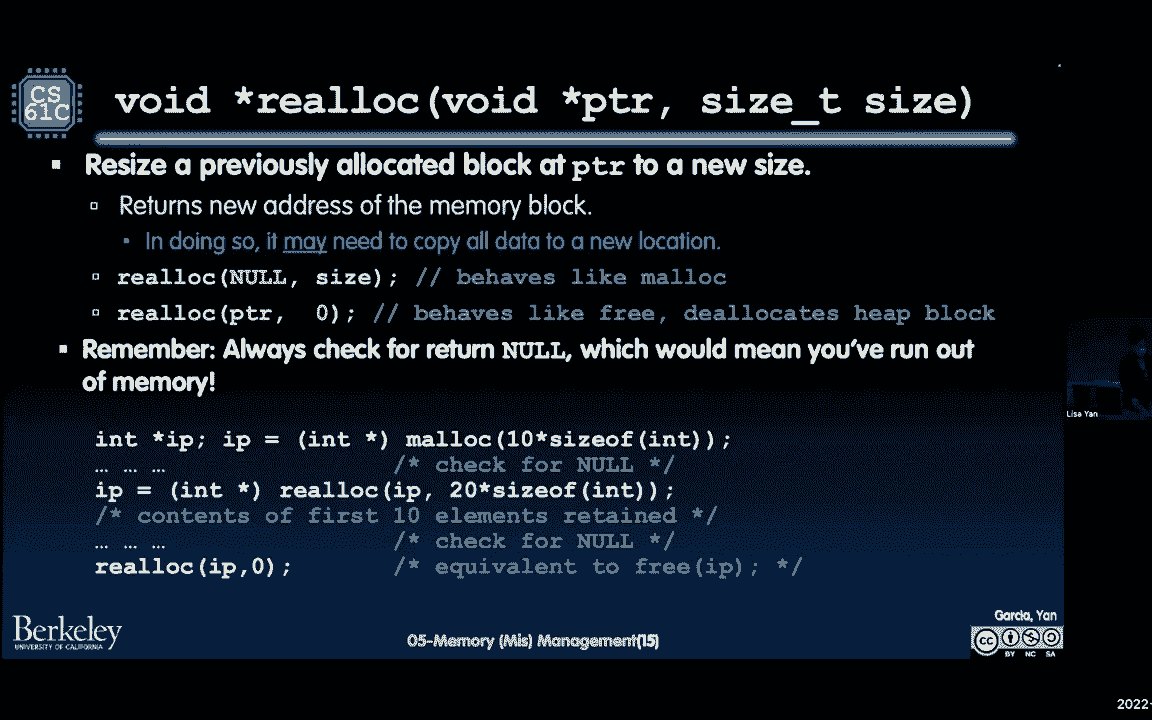 CS
61C
void *realloc(void *ptr, size_t size)
▪ Resize a previously allocated block at ptr to a new size.
▫ Returns new address of the memory block.
▪ In doing so, it may need to copy all data to a new location.
▫ realloc(NULL, size); // behaves like malloc
▫ realloc(ptr,  0); // behaves like free, deallocates heap block
▪ Remember: Always check for return NULL, which would mean you've run out
of memory!
int *ip; ip = (int *) malloc(10*sizeof(int));
… … … /* check for NULL */
ip = (int *) realloc(ip, 20*sizeof(int));
/* contents of first 10 elements retained */
… … … /* check for NULL */
realloc(ip,0); /* equivalent to free(ip); */
Lisa Yan
Berkeley
UNIVERSITY OF CALIFORNIA
05-Memory (Mis) Management(15)
Garcia, Yan
cc
BY NC SA
2022-